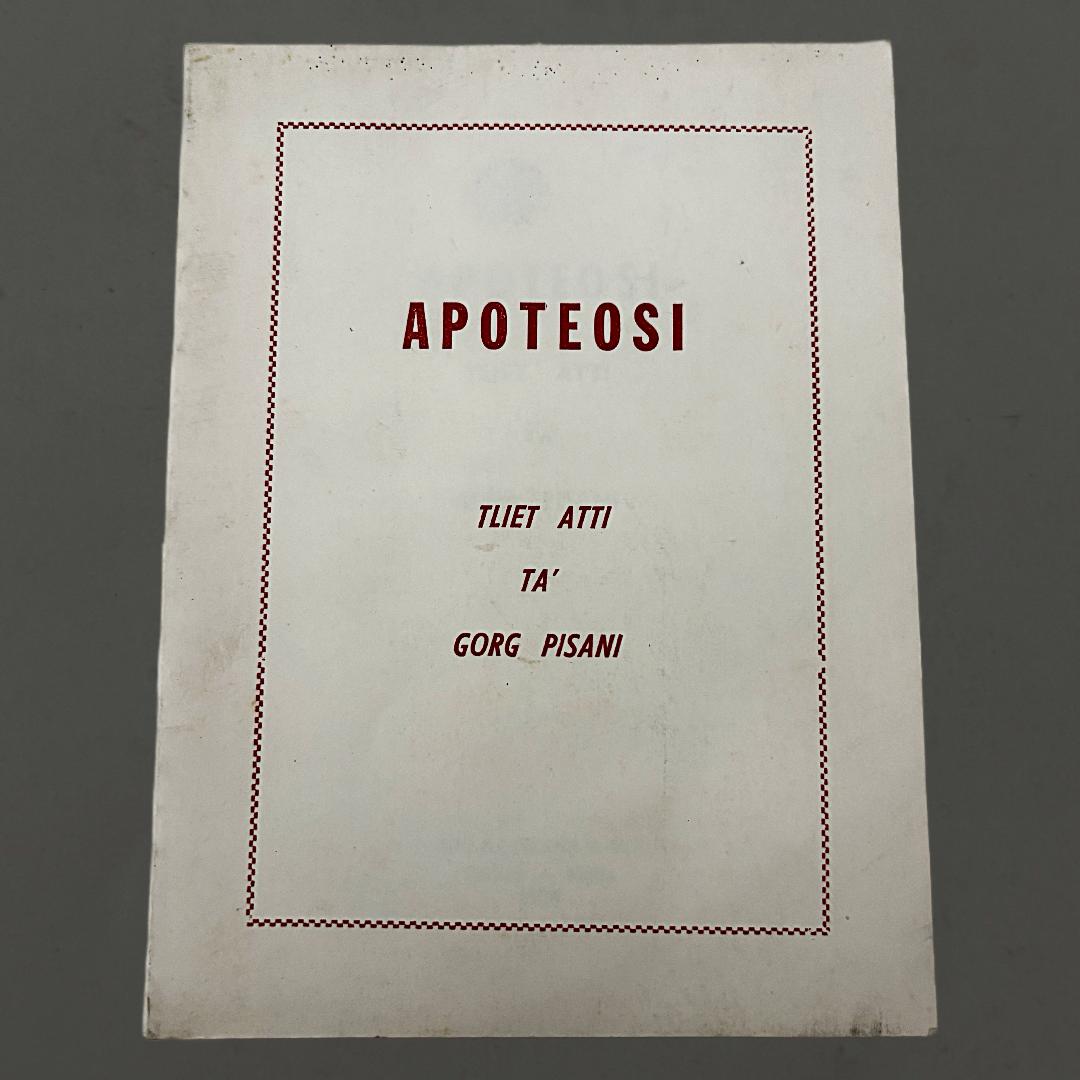 APOTEOSI
TLIET ATTI
TA'
GORG PISANI